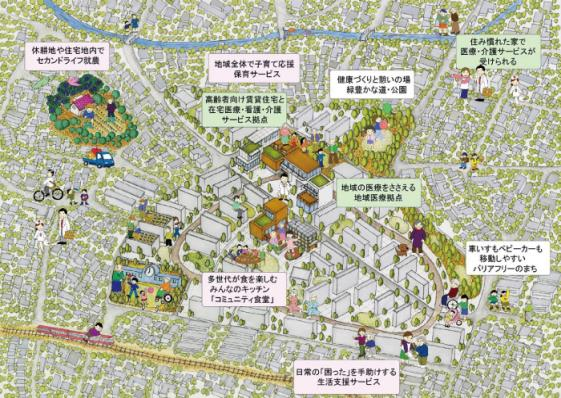 休耕地や住宅地内で
セカンドライフ就農
地域全体で子育て応援
保育サービス
住み慣れた家で
医療・介護サービスが
受けられる
健康づくりと憩いの場
緑豊かな道・公園
高齢者向け賃貸住宅と
在宅医療・看護・介護
サービス拠点
地域の医療をささえる
地域医療拠点
車いすもベビーカーも
移動しやすい
バリアフリーのまち
多世代が食を楽しむ
みんなのキッチン
「コミュニティ食堂」
日常の「困った」を手助けする
生活支援サービス